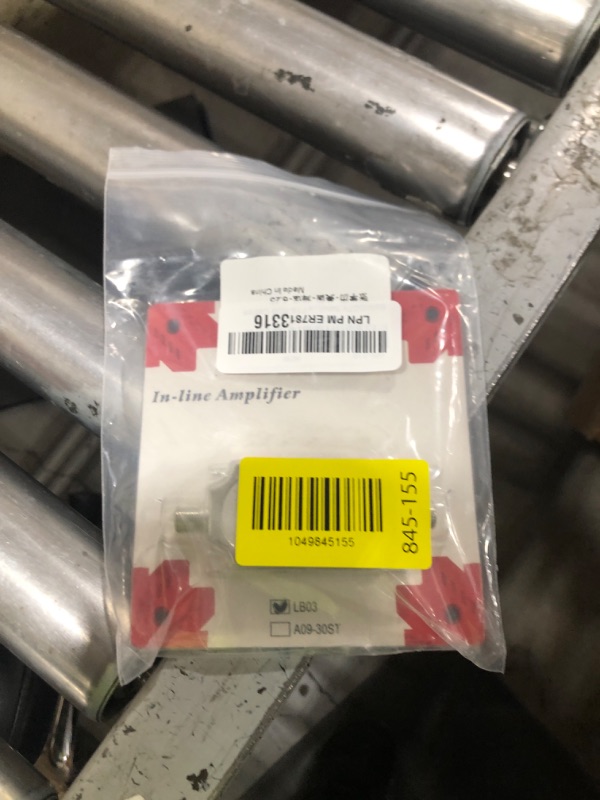 Made in China
LPN PM ER7813316
In-line Amplifier
1049845155
845-155
LB03
A09-30ST